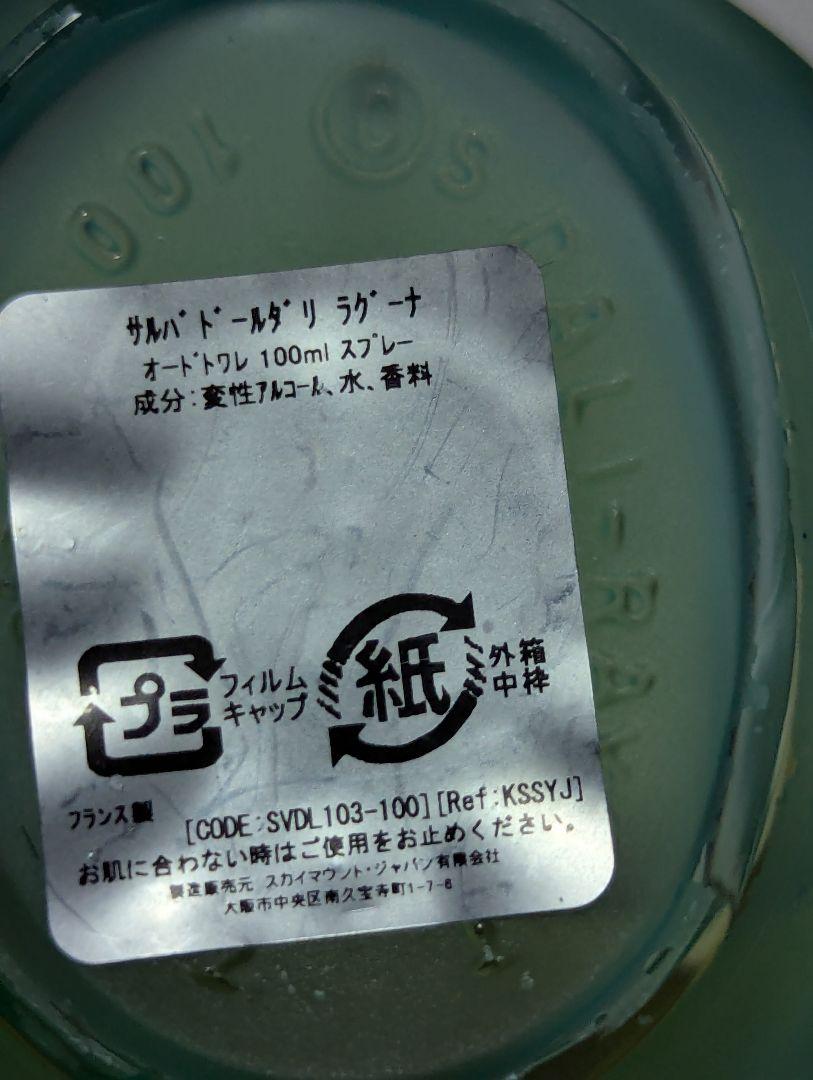 100
S DALI-RA
サルバドールダリ ラグーナ
オードトワレ 100ml スプレー
成分:変性アルコール、水、香料
プラ
フィルム
キャップ
紙
外箱
中枠
フランス製 [CODE:SVDL103-100][Ref:KSSYJ]
お肌に合わない時はご使用をお止めください。
製造販売元 スカイマウント・ジャパン有限会社
大阪市中央区南久宝寺町1-7-6